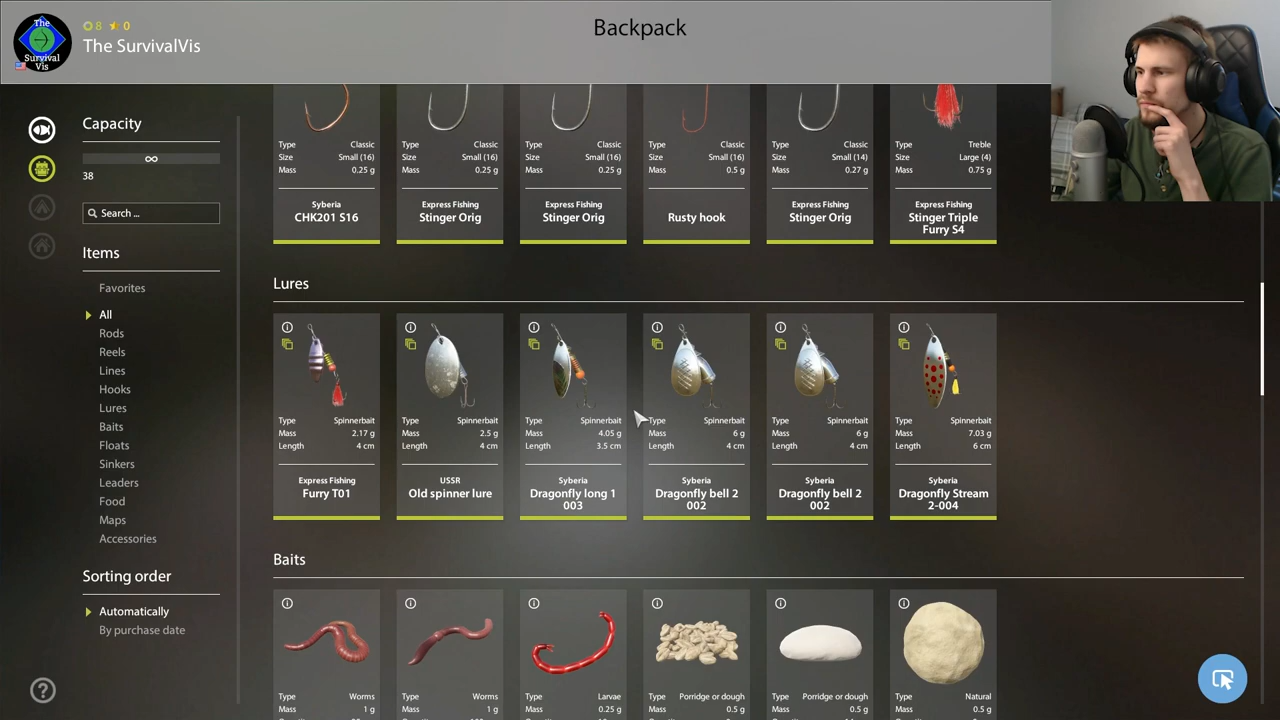 The
Survival
Vis
8 0
The SurvivalVis
Backpack
Capacity
∞
38
Search ...
Items
Favorites
All
Rods
Reels
Lines
Hooks
Lures
Baits
Floats
Sinkers
Leaders
Food
Maps
Accessories
Sorting order
Automatically
By purchase date
Type Classic
Size Small (16)
Mass 0.25 g
Syberia
CHK201 S16
Type Classic
Size Small (16)
Mass 0.25 g
Express Fishing
Stinger Orig
Type Classic
Size Small (16)
Mass 0.25 g
Express Fishing
Stinger Orig
Type Classic
Size Small (16)
Mass 0.5 g
Rusty hook
Type Classic
Size Small (14)
Mass 0.27 g
Express Fishing
Stinger Orig
Type Treble
Size Large (4)
Mass 0.75 g
Express Fishing
Stinger Triple
Furry S4
Lures
Type Spinnerbait
Mass 2.17 g
Length 4 cm
Express Fishing
Furry T01
Type Spinnerbait
Mass 2.5 g
Length 4 cm
USSR
Old spinner lure
Type Spinnerbait
Mass 4.05 g
Length 3.5 cm
Syberia
Dragonfly long 1
003
Type Spinnerbait
Mass 6 g
Length 4 cm
Syberia
Dragonfly bell 2
002
Type Spinnerbait
Mass 6 g
Length 4 cm
Syberia
Dragonfly bell 2
002
Type Spinnerbait
Mass 7.03 g
Length 6 cm
Syberia
Dragonfly Stream
2-004
Baits
Type Worms
Mass 1 g
Type Worms
Mass 1 g
Type Larvae
Mass 0.25 g
Type Porridge or dough
Mass 0.5 g
Type Porridge or dough
Mass 0.5 g
Type Natural
Mass 0.5 g
?